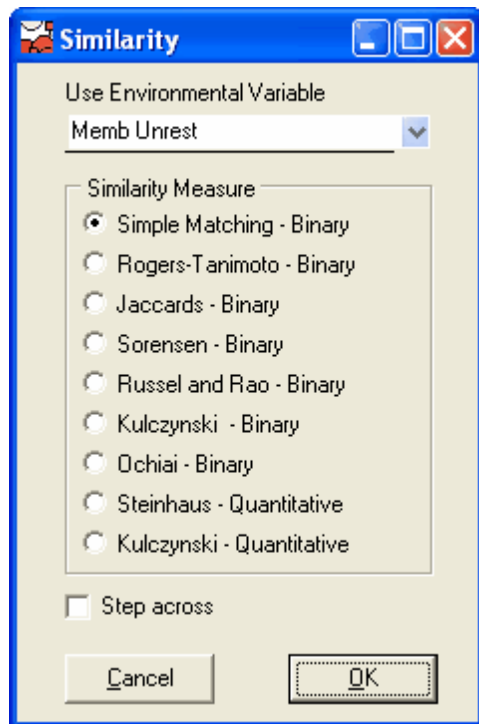 Similarity
Use Environmental Variable
Memb Unrest
Similarity Measure
Simple Matching - Binary
Rogers-Tanimoto - Binary
Jaccards - Binary
Sorensen - Binary
Russel and Rao - Binary
Kulczynski - Binary
Ochiai - Binary
Steinhaus - Quantitative
Kulczynski - Quantitative
Step across
Cancel OK